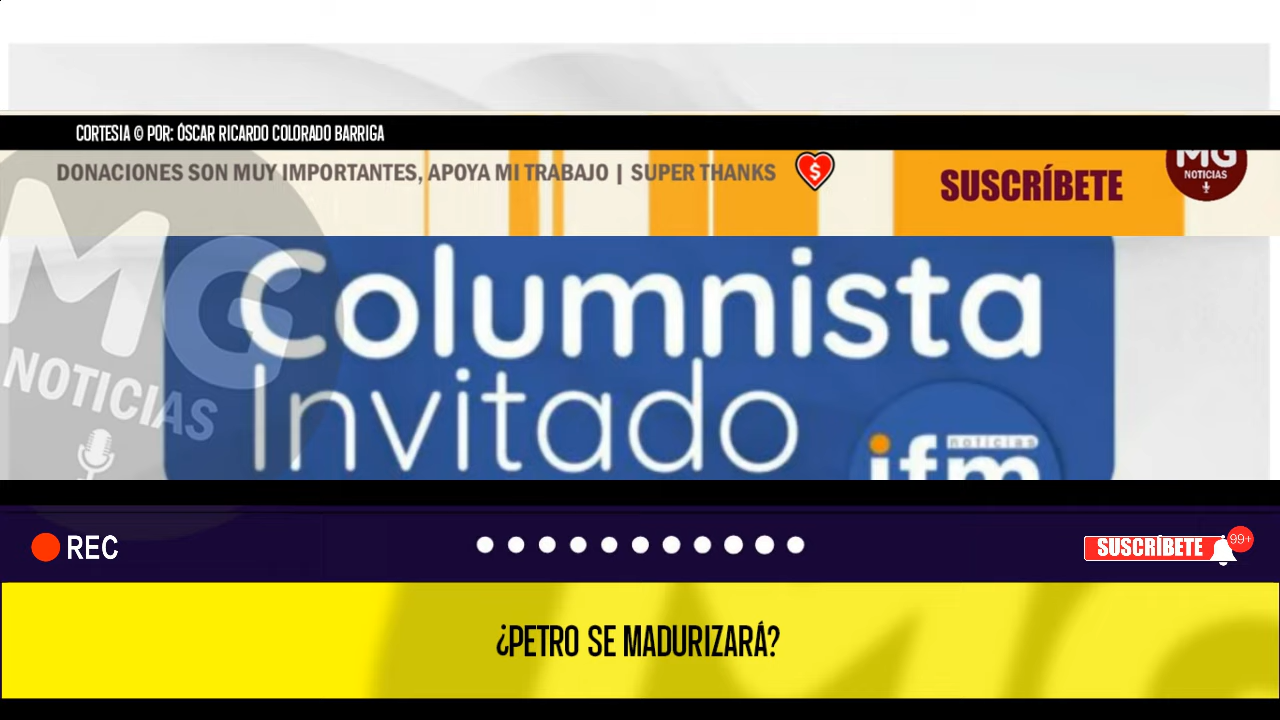 CORTESIA © POR: ÓSCAR RICARDO COLORADO BARRIGA
DONACIONES SON MUY IMPORTANTES, APOYA MI TRABAJO | SUPER THANKS
$
SUSCRÍBETE
MG
NOTICIAS
MG
NOTICIAS
Columnista
Invitado
ifm
noticias
REC
SUSCRÍBETE
99+
¿PETRO SE MADURIZARÁ?